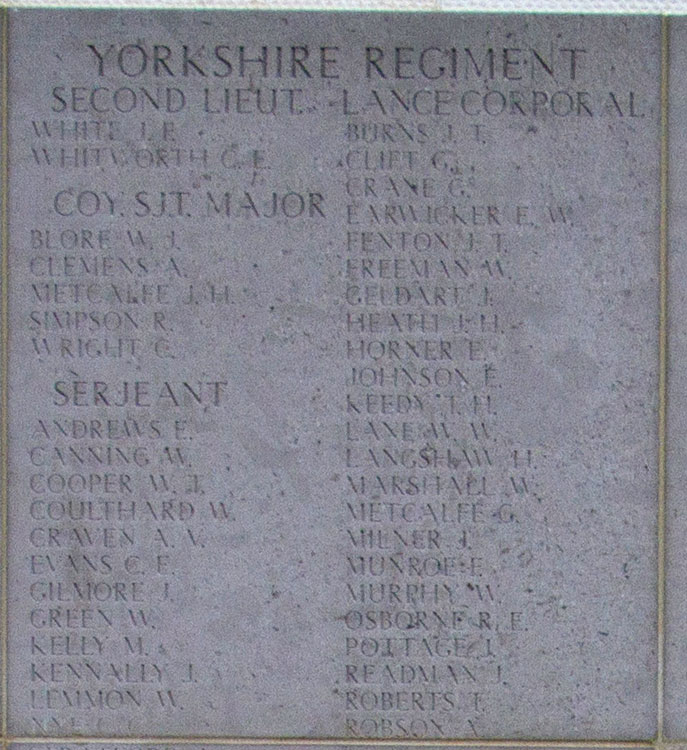 YORKSHIRE REGIMENT
SECOND LIEUT.
WHITE J. F.
WHITWORTH C. E.
COY. SJT. MAJOR
BLORE W. J.
CLEMENS A.
METCALFE J. H.
SIMPSON R.
WRIGHT C.
SERJEANT
ANDREWS E.
CANNING W.
COOPER W. T.
COULTHARD W.
CRAVEN A. V.
EVANS C. F.
GILMORE J.
GREEN W.
KELLY M.
KENNALLY J.
LEMMON W.
LANCE CORPORAL
BURNS J. T.
CLIFT G.
CRANE G.
EARWICKER E. W.
FENTON J. T.
FREEMAN W.
GELDART J.
HEATH J. H.
HORNER E.
JOHNSON E.
KEEDY T. H.
LANE W. W.
LANGSHAW H.
MARSHALL W.
METCALFE G.
MILNER J.
MUNROE F.
MURPHY W.
OSBORNE R. E.
POTTAGE J.
READMAN J.
ROBERTS F.
ROBSON A.